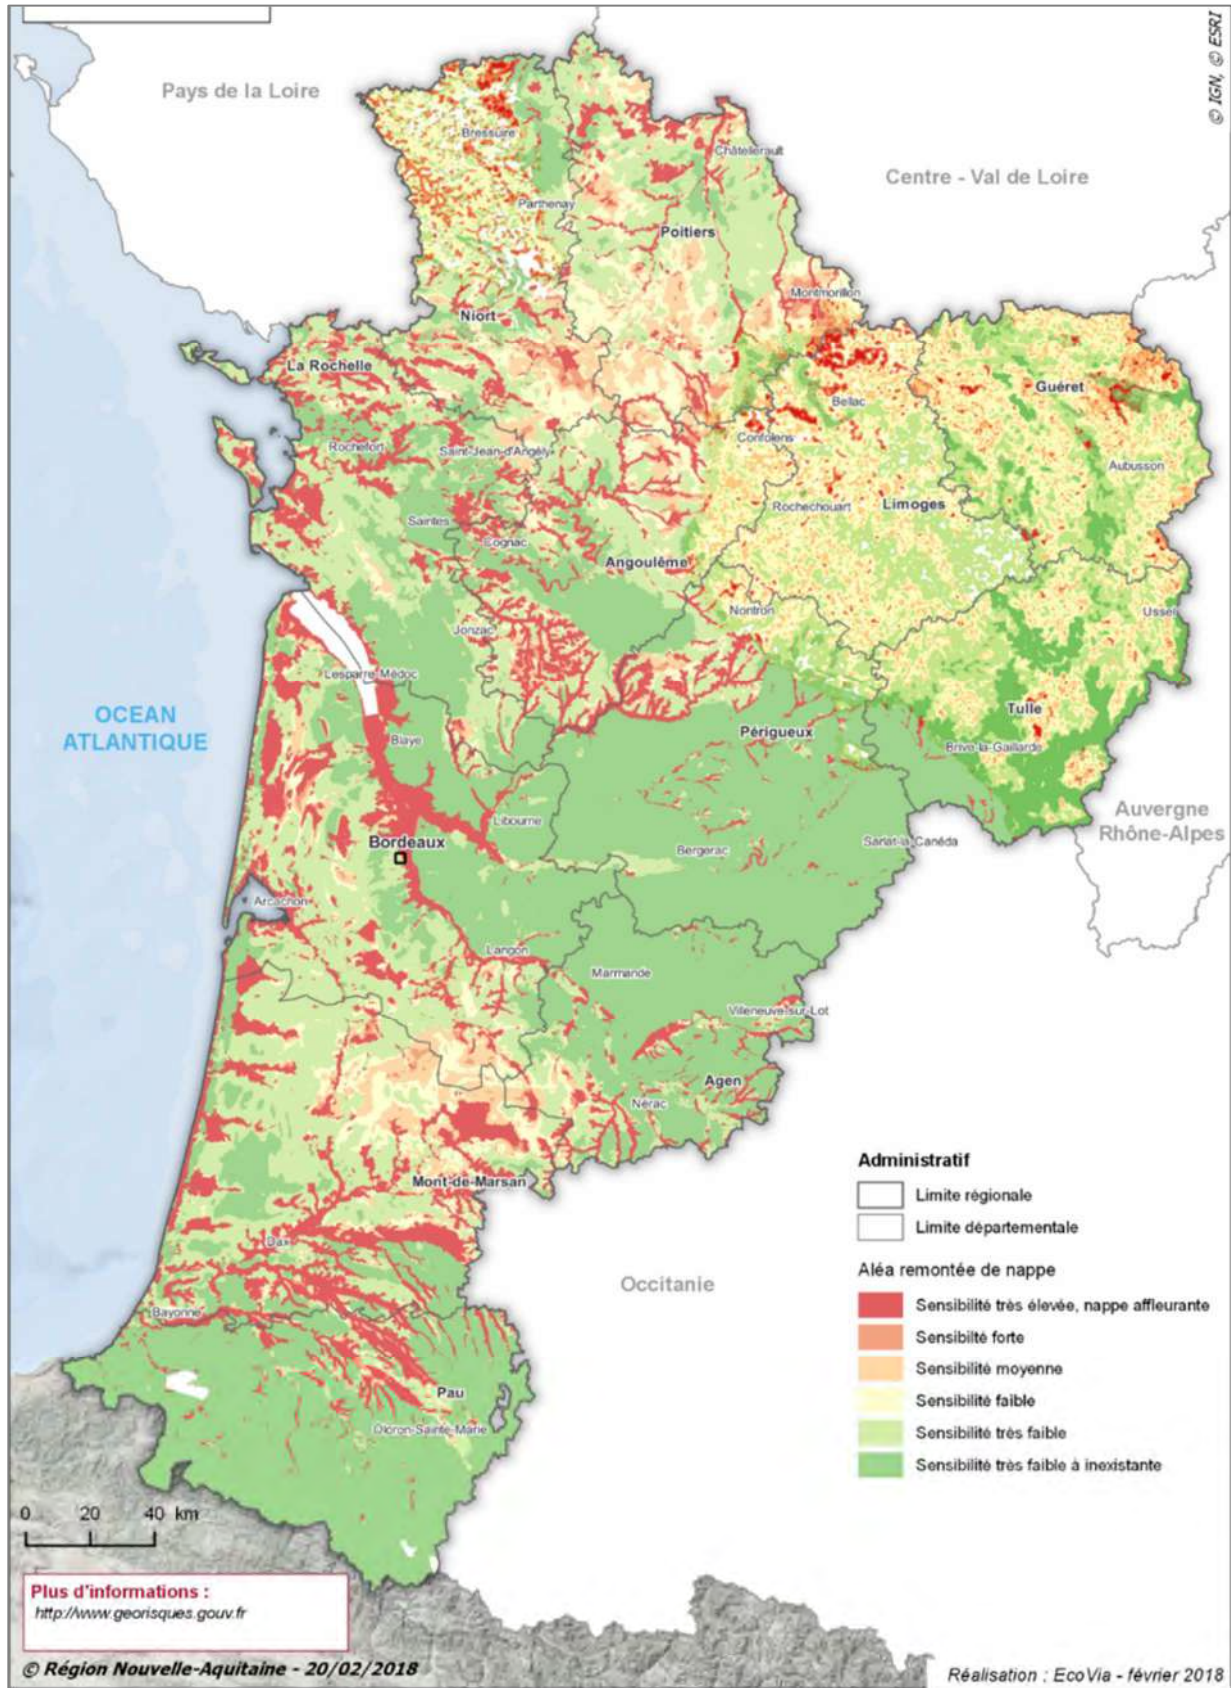 © IGN, © ESRI
Pays de la Loire
Bressuire
Châtellerault
Centre - Val de Loire
Parthenay
Poitiers
Montmorillon
Niort
La Rochelle
Guéret
Bellac
Confolens
Rochefort
Saint-Jean-d'Angély
Aubusson
Rochechouart
Limoges
Saintes
Cognac
Angoulême
Nontron
Ussel
Jonzac
Lesparre-Médoc
OCEAN
ATLANTIQUE
Tulle
Blaye
Périgueux
Brive-la-Gaillarde
Auvergne
Rhône-Alpes
Libourne
Bordeaux
Bergerac
Sarlat-la-Canéda
Arcachon
Langon
Marmande
Villeneuve-sur-Lot
Agen
Nérac
Mont-de-Marsan
Dax
Occitanie
Bayonne
Pau
Oloron-Sainte-Marie
Administratif
Limite régionale
Limite départementale
Aléa remontée de nappe
Sensibilité très élevée, nappe affleurante
Sensibilté forte
Sensibilité moyenne
Sensibilité faible
Sensibilité très faible
Sensibilité très faible à inexistante
0 20 40 km
Plus d'informations :
http://www.georisques.gouv.fr
© Région Nouvelle-Aquitaine - 20/02/2018
Réalisation : EcoVia - février 2018